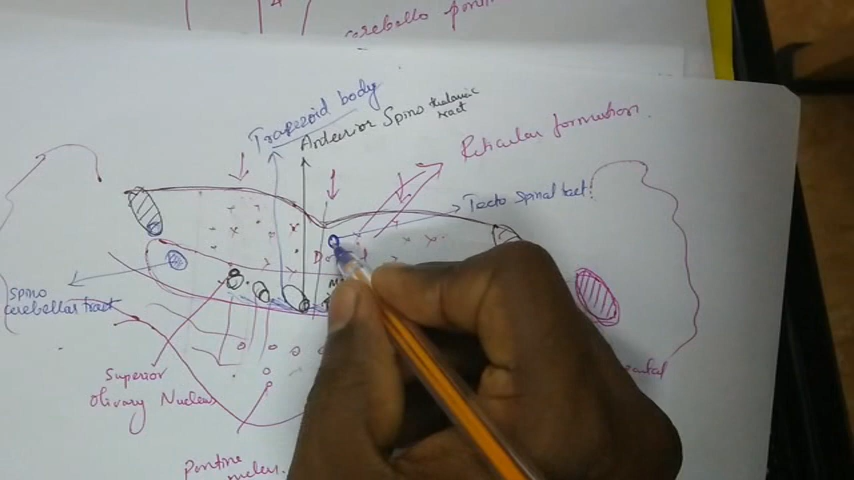 cerebello pon
Trapezoid body
Anterior Spino thalamic
tract
Reticular formation.
Tecto Spinal tract
Spino
cerebellar tract
Superior
Olivary Nucleus
Pontine